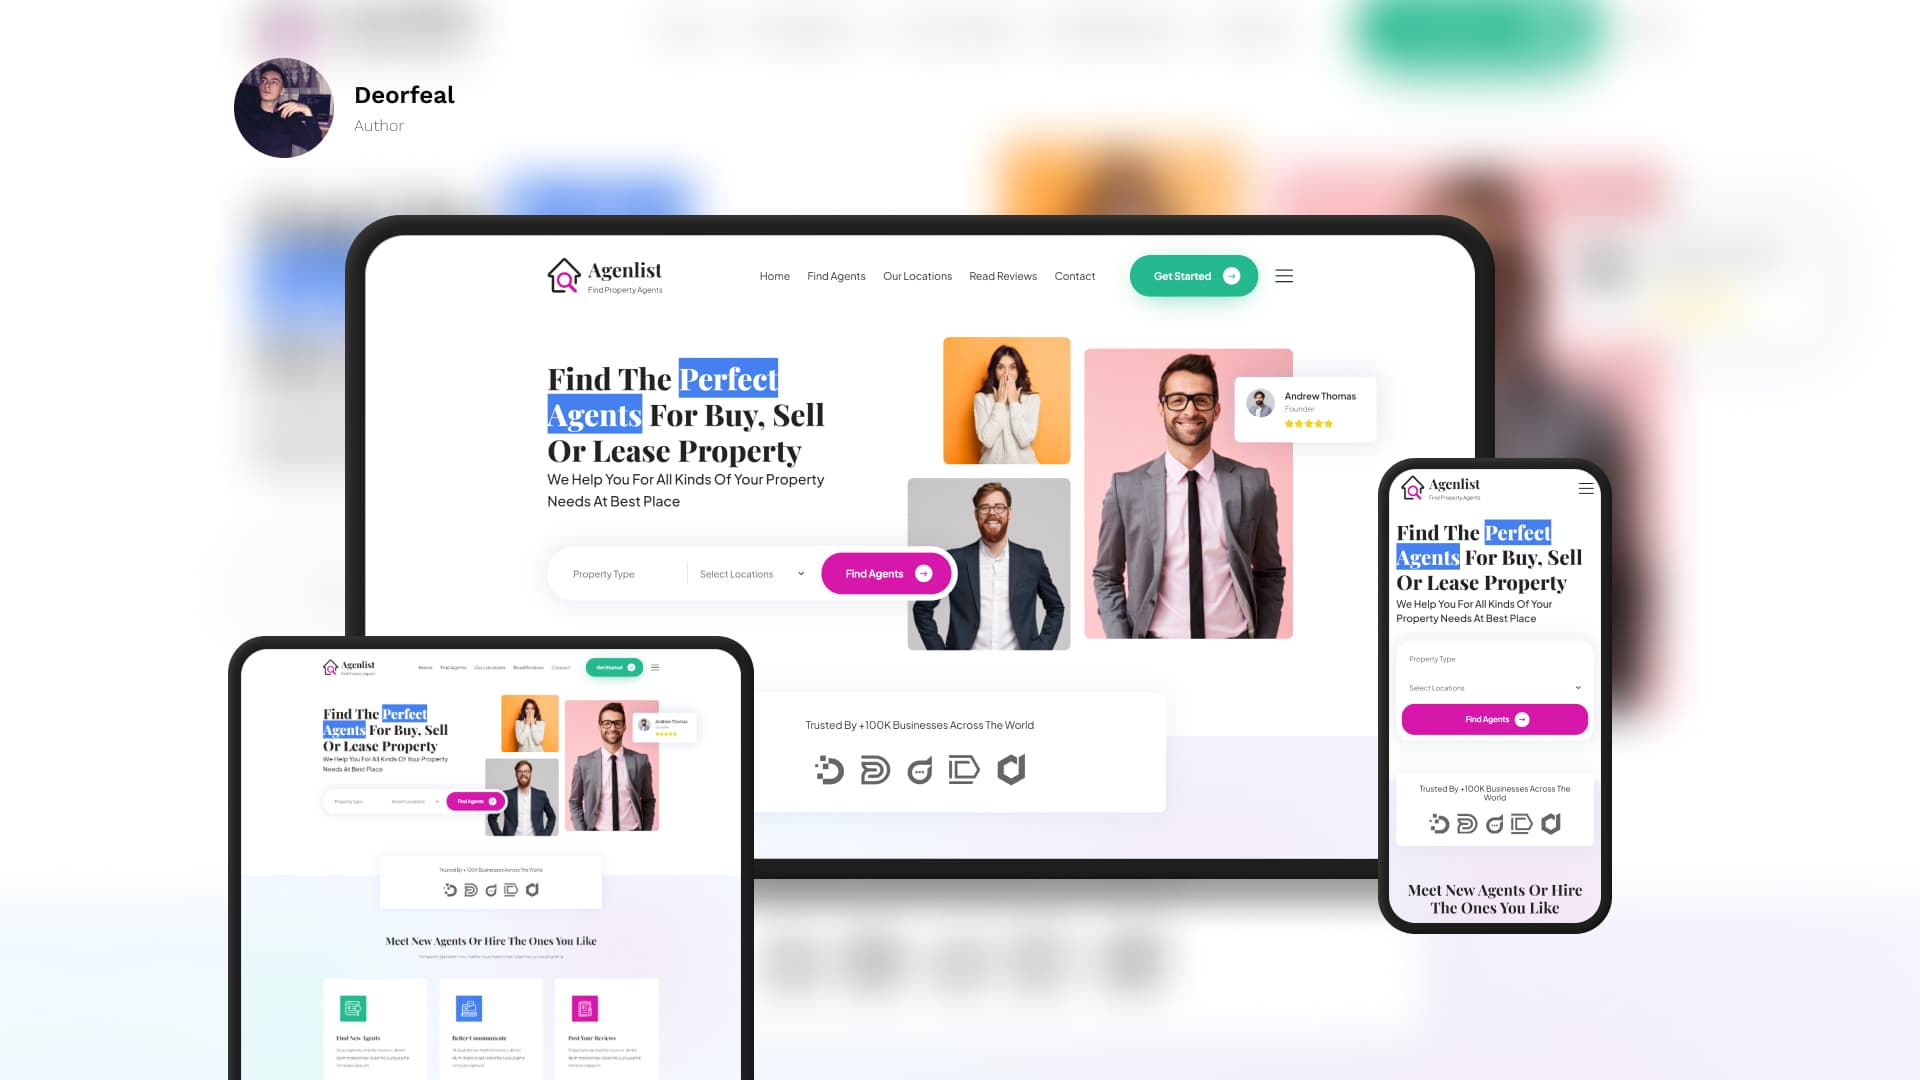 Deorfeal
Author
Agenlist
Find Property Agents
Home Find Agents Our Locations Read Reviews Contact
Get Started
Find The Perfect
Agents For Buy, Sell
Or Lease Property
We Help You For All Kinds Of Your Property
Needs At Best Place
Property Type
Select Locations
Find Agents
Andrew Thomas
Founder
Trusted By +100K Businesses Across The World
Agenlist
Find Property Agents
Home Find Agents Our Locations Read Reviews Contact
Get Started
Find The Perfect
Agents For Buy, Sell
Or Lease Property
We Help You For All Kinds Of Your Property
Needs At Best Place
Property Type
Select Locations
Find Agents
Andrew Thomas
Trusted By +100K Businesses Across The World
Meet New Agents Or Hire The Ones You Like
Find New Agents
Better Communicate
Post Your Reviews
Agenlist
Find Property Agents
Find The Perfect
Agents For Buy, Sell
Or Lease Property
We Help You For All Kinds Of Your
Property Needs At Best Place
Property Type
Select Locations
Find Agents
Trusted By +100K Businesses Across The
World
Meet New Agents Or Hire
The Ones You Like